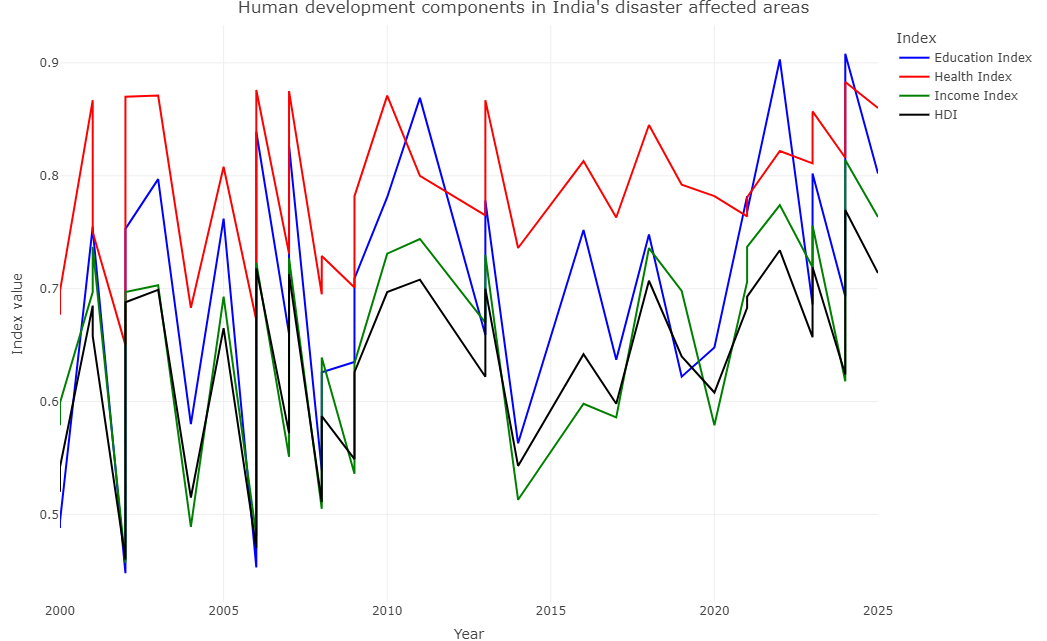 Human development components in India's disaster affected areas
Index
Education Index
Health Index
Income Index
HDI
0.9
0.8
0.7
0.6
0.5
Index value
2000 2005 2010 2015 2020 2025
Year